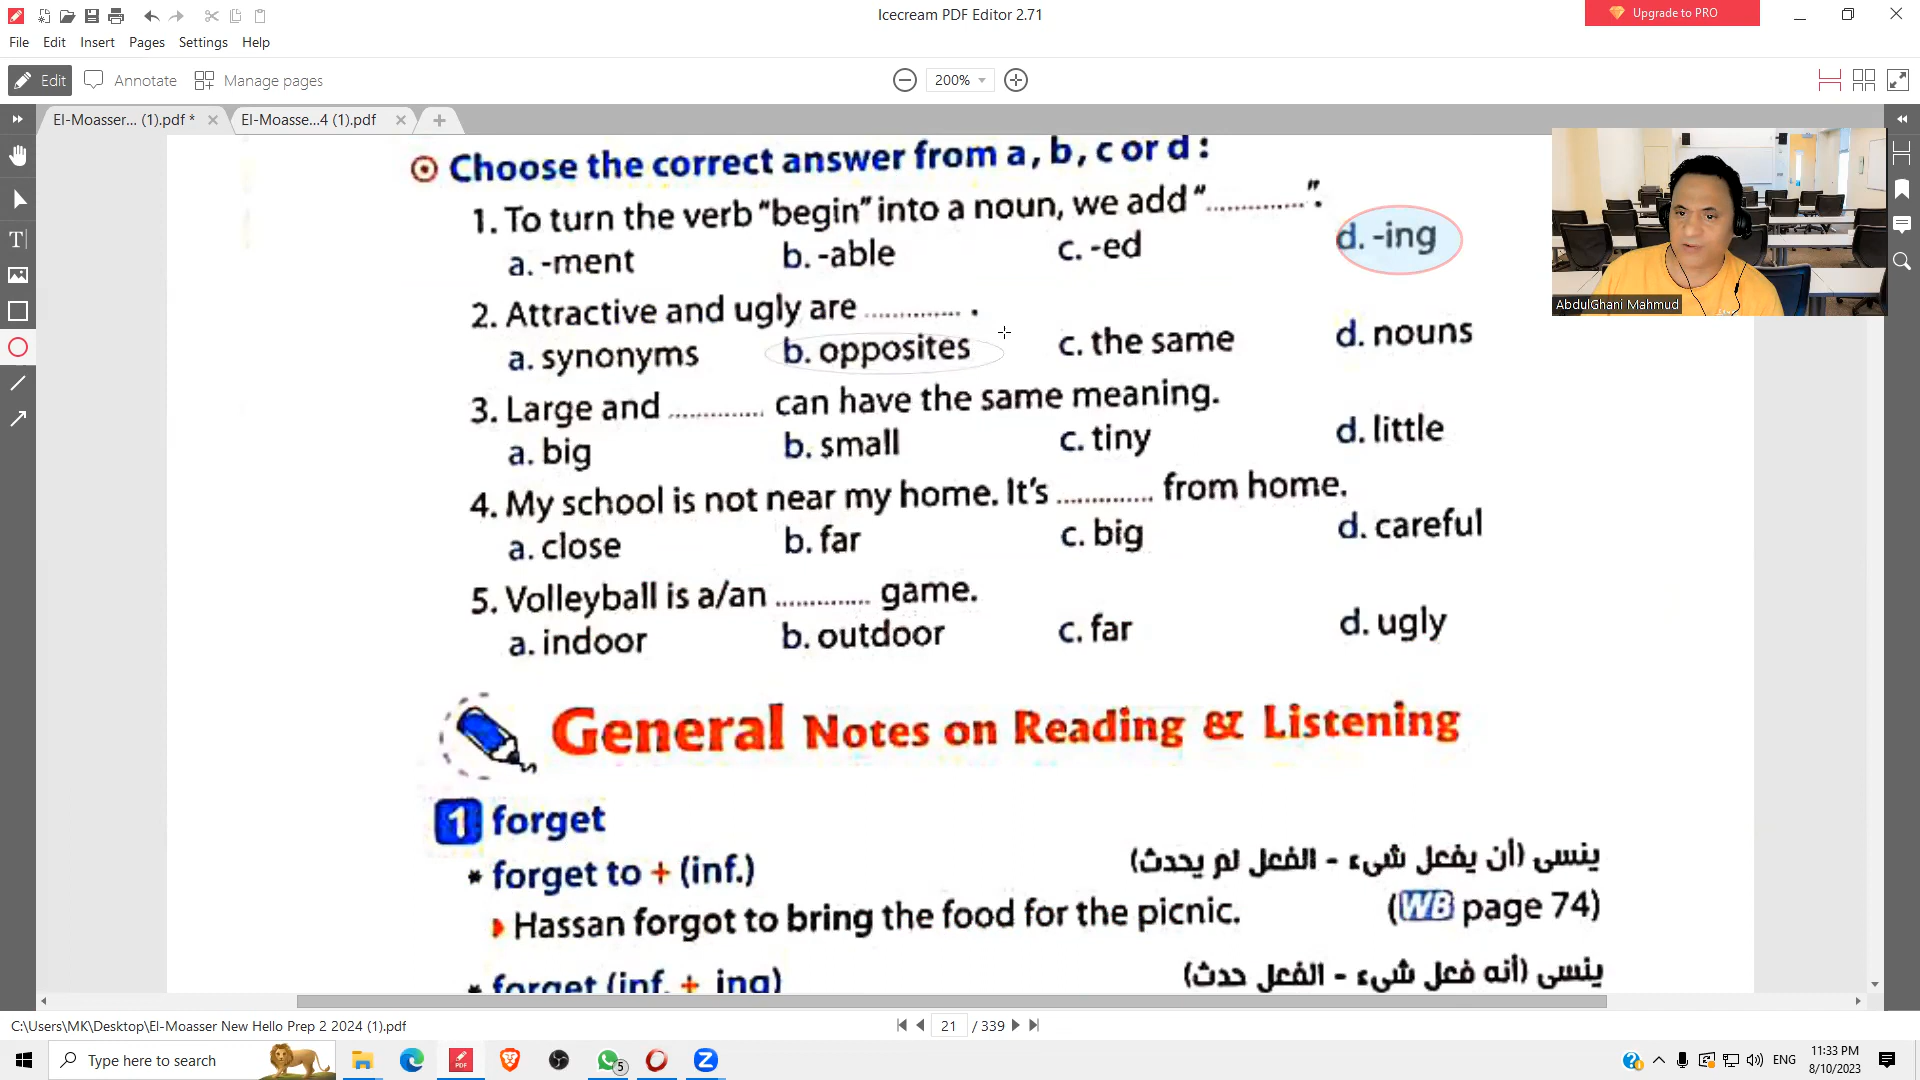 Icecream PDF Editor 2.71
Upgrade to PRO
File Edit Insert Pages Settings Help
Edit Annotate Manage pages
200%
El-Moasser... (1).pdf *
El-Moasse...4 (1).pdf
Choose the correct answer from a, b, c or d :
1. To turn the verb "begin" into a noun, we add ".............".
a. -ment b. -able c. -ed d. -ing
2. Attractive and ugly are ............. .
a. synonyms b. opposites c. the same d. nouns
3. Large and ............. can have the same meaning.
a. big b. small c. tiny d. little
4. My school is not near my home. It's ............. from home.
a. close b. far c. big d. careful
5. Volleyball is a/an ............. game.
a. indoor b. outdoor c. far d. ugly
General Notes on Reading & Listening
1 forget
* forget to + (inf.) ينسى (أن يفعل شىء - الفعل لم يحدث)
Hassan forgot to bring the food for the picnic. (WB page 74)
* forget (inf. + ing) ينسى (أنه فعل شىء - الفعل حدث)
AbdulGhani Mahmud
C:\Users\MK\Desktop\El-Moasser New Hello Prep 2 2024 (1).pdf
21 / 339
Type here to search
PDF
5
ENG
11:33 PM
8/10/2023